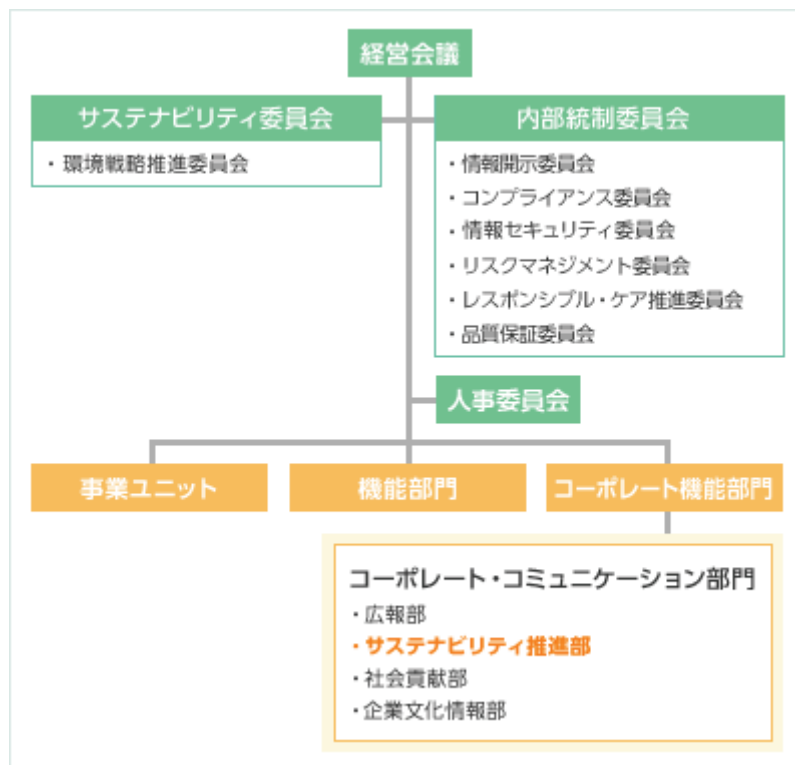 経営会議
サステナビリティ委員会
・環境戦略推進委員会
内部統制委員会
・情報開示委員会
・コンプライアンス委員会
・情報セキュリティ委員会
・リスクマネジメント委員会
・レスポンシブル・ケア推進委員会
・品質保証委員会
人事委員会
事業ユニット
機能部門
コーポレート機能部門
コーポレート・コミュニケーション部門
・広報部
・サステナビリティ推進部
・社会貢献部
・企業文化情報部